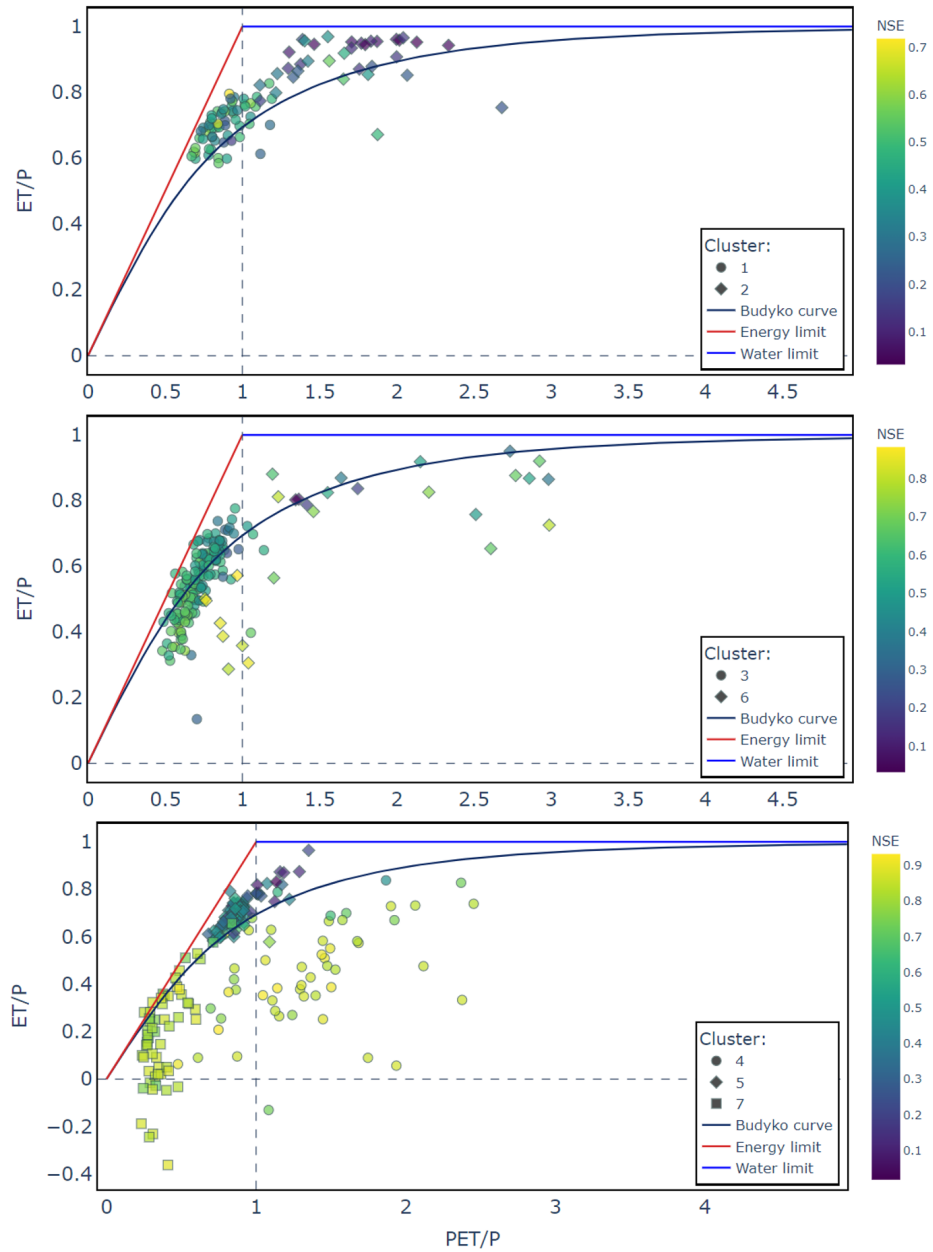 NSE
1
0.8
0.6
0.4
0.2
0
ET/P
0.7
0.6
0.5
0.4
0.3
0.2
0.1
Cluster:
1
2
Budyko curve
Energy limit
Water limit
0 0.5 1 1.5 2 2.5 3 3.5 4 4.5
NSE
1
0.8
0.6
0.4
0.2
0
ET/P
0.8
0.7
0.6
0.5
0.4
0.3
0.2
0.1
Cluster:
3
6
Budyko curve
Energy limit
Water limit
0 0.5 1 1.5 2 2.5 3 3.5 4 4.5
NSE
1
0.8
0.6
0.4
0.2
0
−0.2
−0.4
ET/P
0.9
0.8
0.7
0.6
0.5
0.4
0.3
0.2
0.1
Cluster:
4
5
7
Budyko curve
Energy limit
Water limit
0 1 2 3 4
PET/P